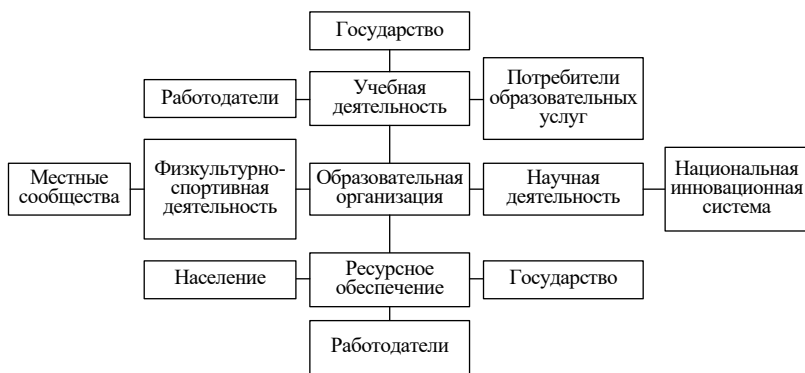 Государство
Работодатели
Учебная
деятельность
Потребители
образовательных
услуг
Местные
сообщества
Физкультурно-
спортивная
деятельность
Образовательная
организация
Научная
деятельность
Национальная
инновационная
система
Население
Ресурсное
обеспечение
Государство
Работодатели